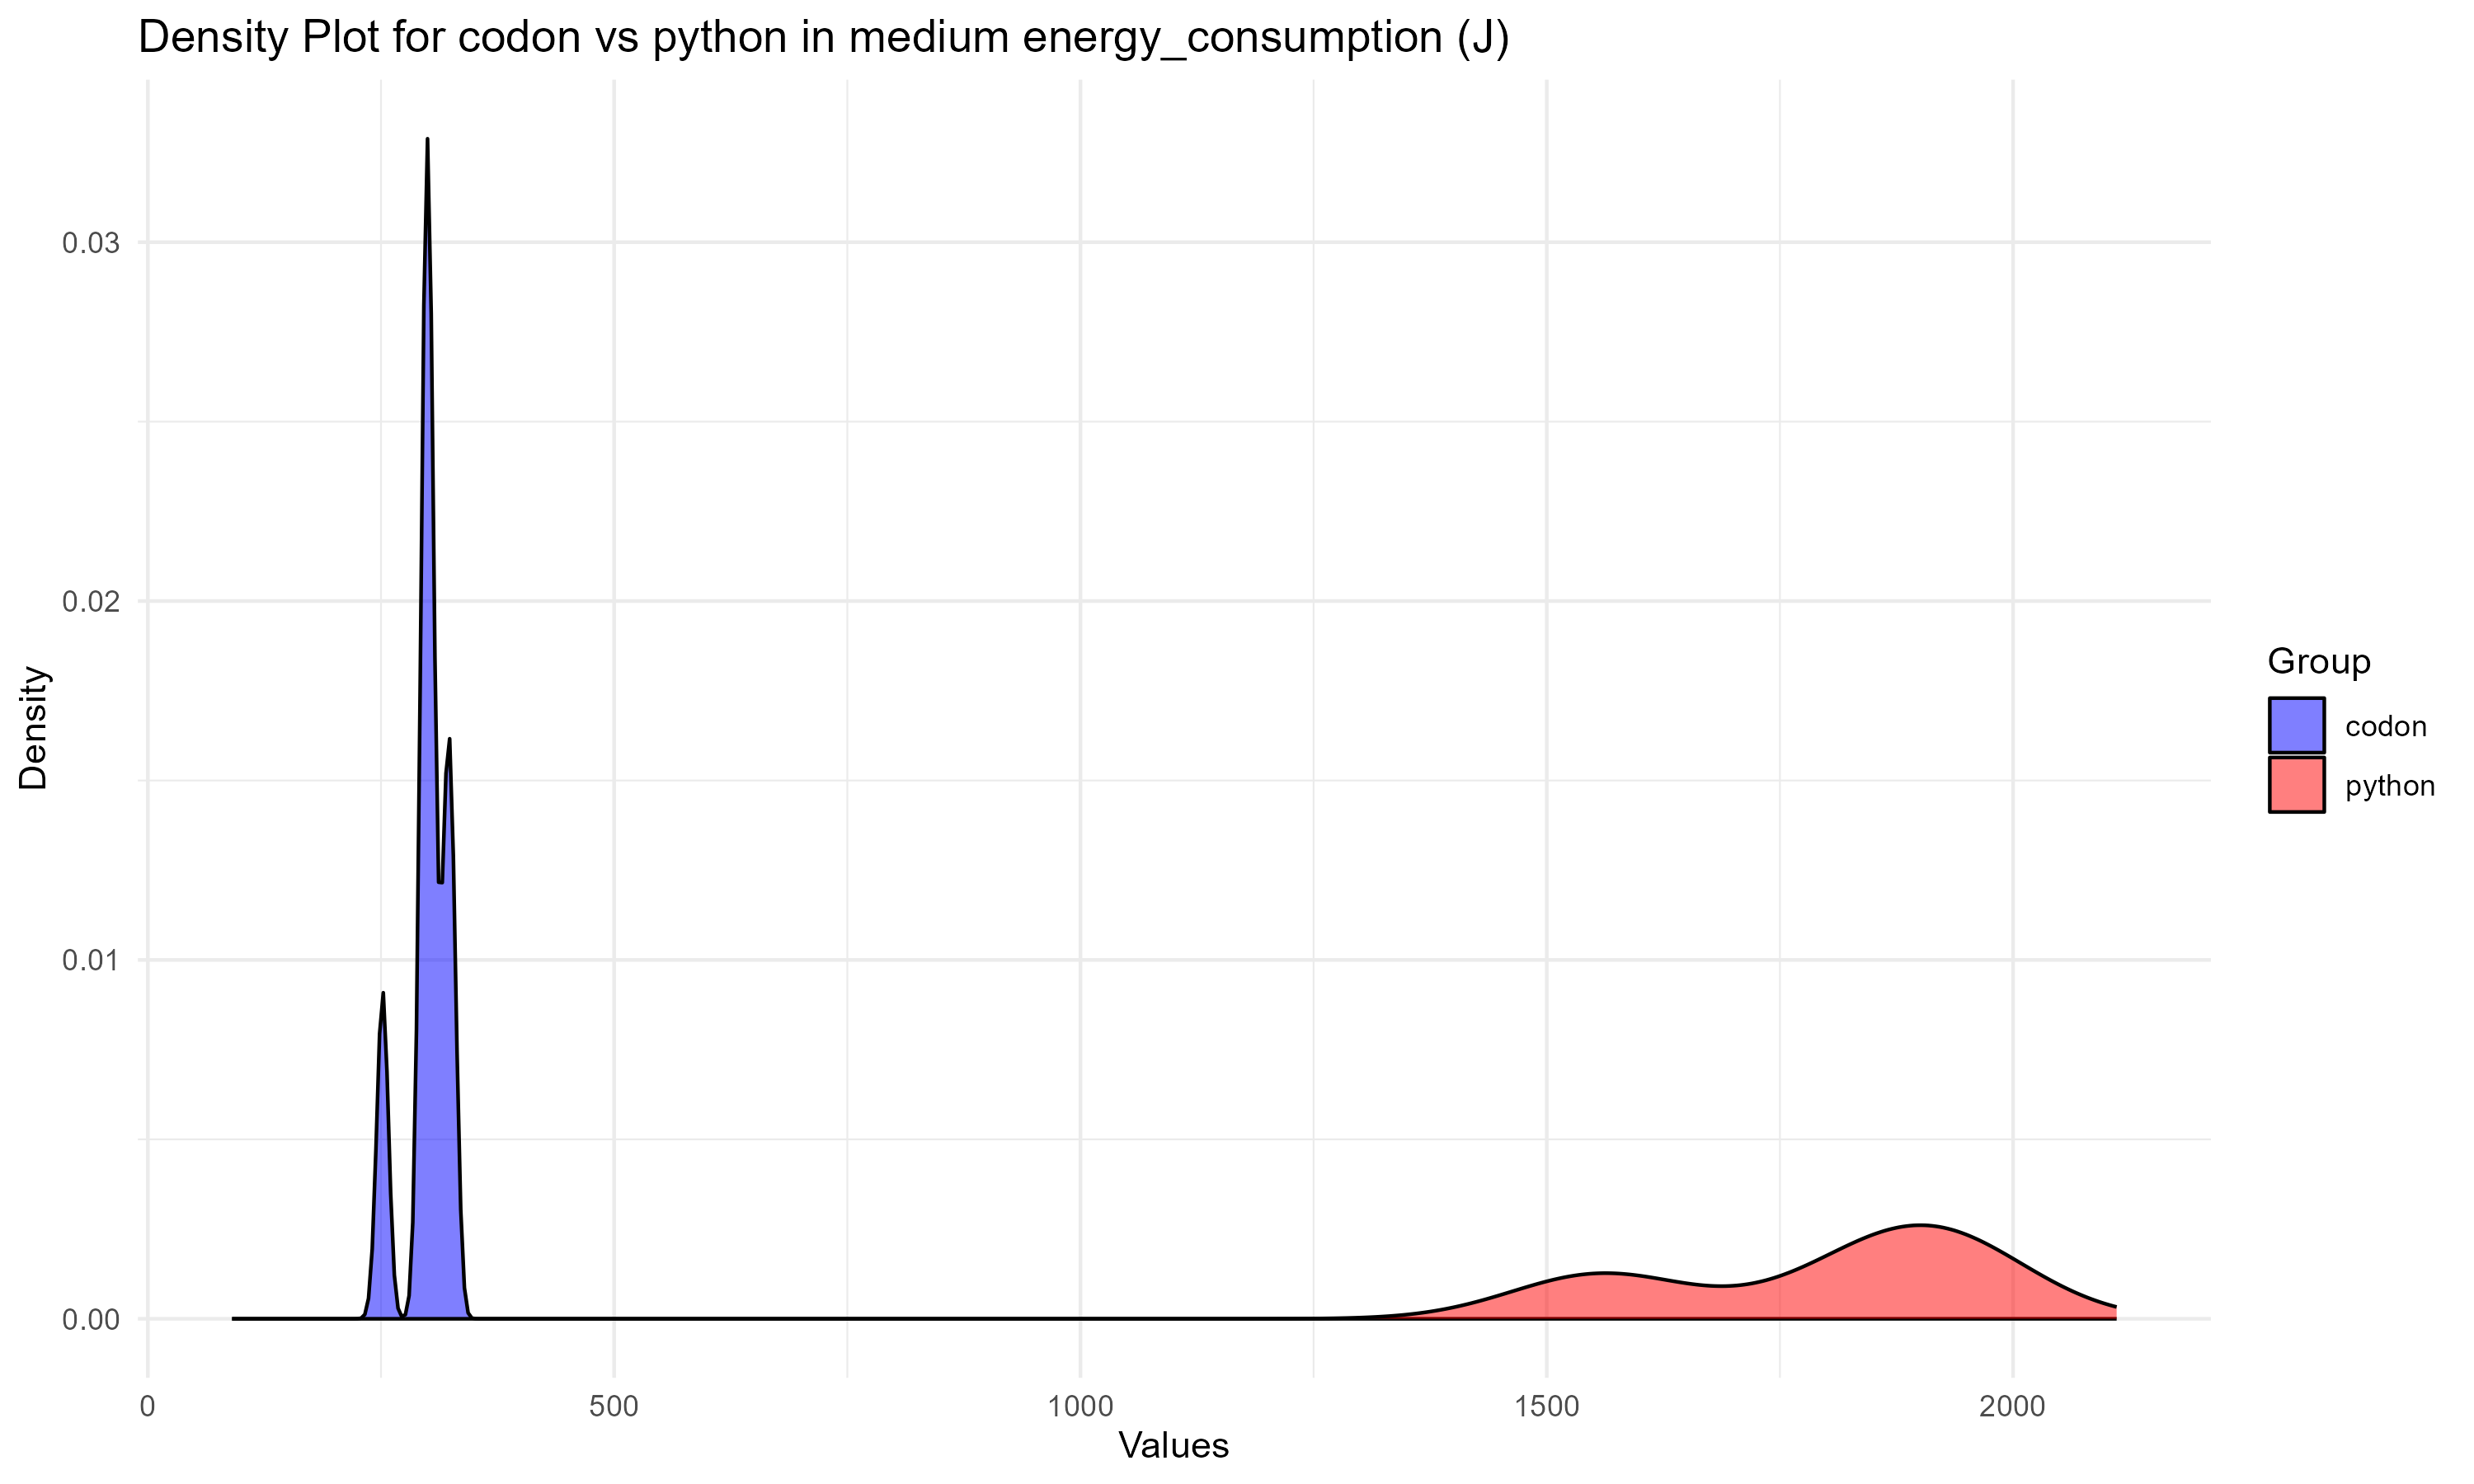 Density Plot for codon vs python in medium energy_consumption (J)
0.03
0.02
0.01
0.00
Density
0
500
1000
1500
2000
Values
Group
codon
python